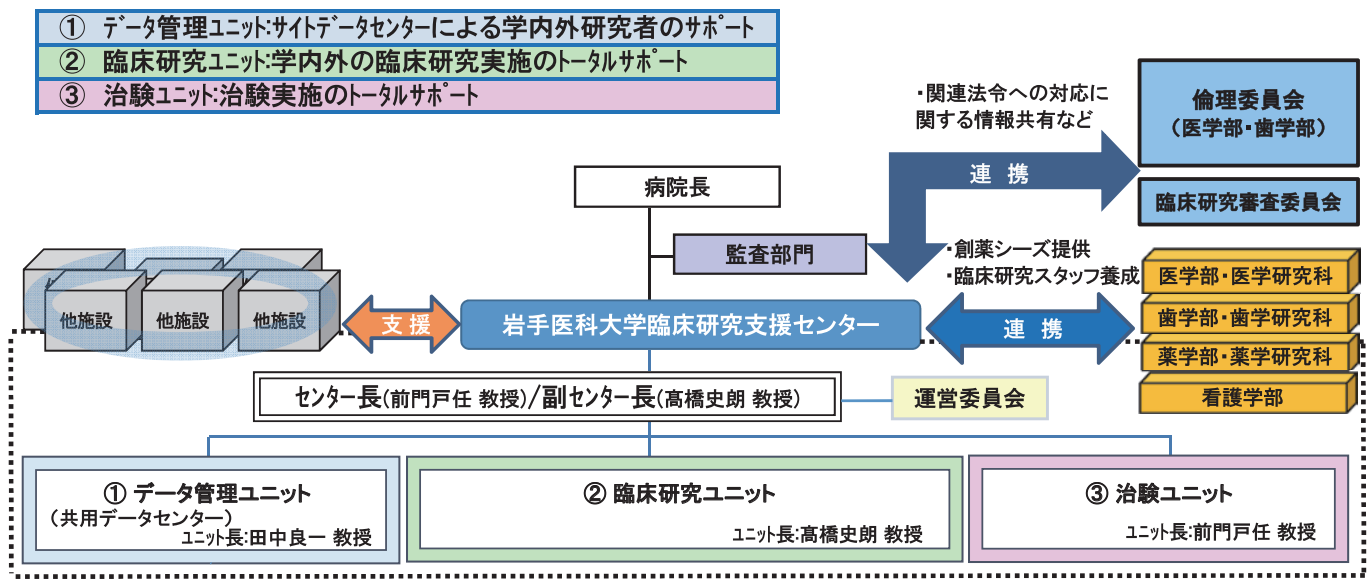 ① ﾃﾞｰﾀ管理ﾕﾆｯﾄ:ｻｲﾄﾃﾞｰﾀｾﾝﾀｰによる学内外研究者のｻﾎﾟｰﾄ
② 臨床研究ﾕﾆｯﾄ:学内外の臨床研究実施のﾄｰﾀﾙｻﾎﾟｰﾄ
③ 治験ﾕﾆｯﾄ:治験実施のﾄｰﾀﾙｻﾎﾟｰﾄ
・関連法令への対応に
関する情報共有など
倫理委員会
(医学部・歯学部)
連 携
臨床研究審査委員会
病院長
監査部門
・創薬シーズ提供
・臨床研究スタッフ養成
医学部・医学研究科
歯学部・歯学研究科
薬学部・薬学研究科
看護学部
他施設
他施設
他施設
支 援
岩手医科大学臨床研究支援センター
連 携
ｾﾝﾀｰ長(前門戸任 教授)/副ｾﾝﾀｰ長(髙橋史朗 教授)
運営委員会
① データ管理ユニット
(共用データセンター)
ﾕﾆｯﾄ長:田中良一 教授
② 臨床研究ユニット
ﾕﾆｯﾄ長:髙橋史朗 教授
③ 治験ユニット
ﾕﾆｯﾄ長:前門戸任 教授